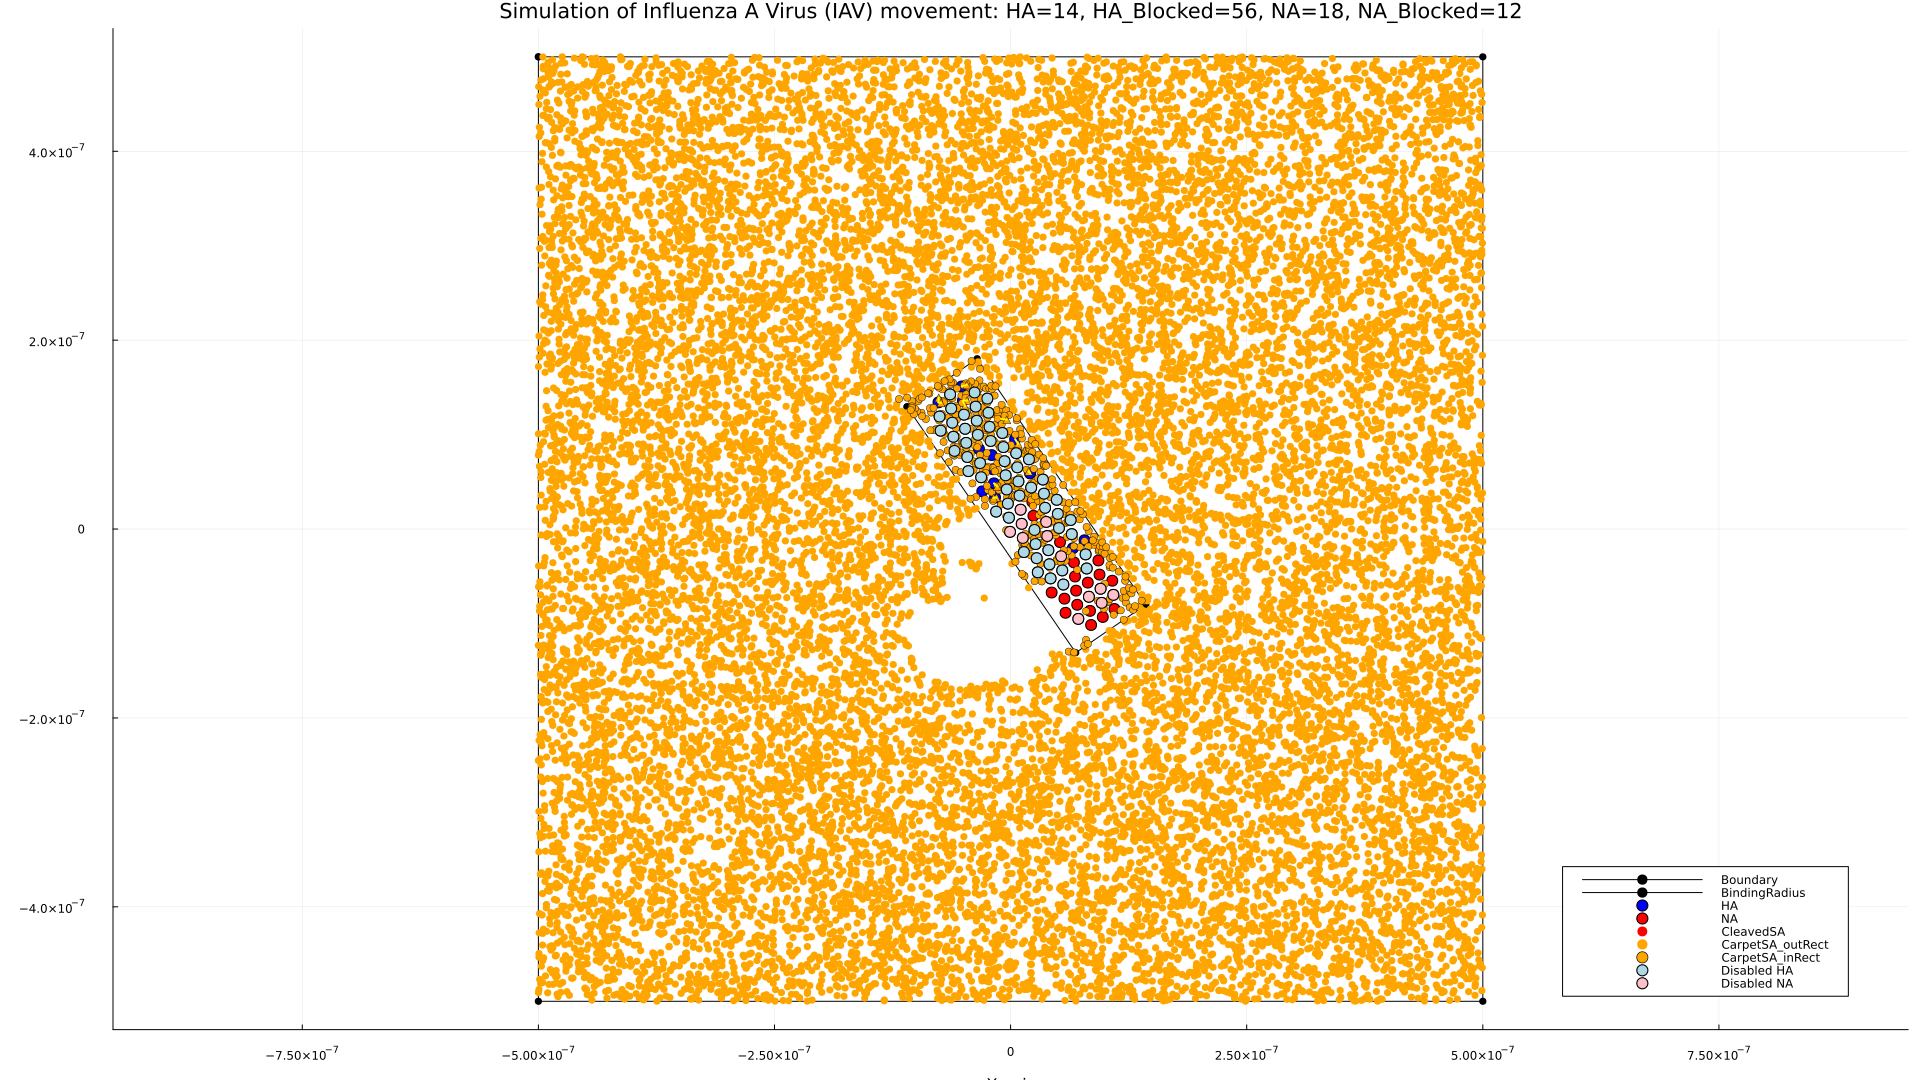 Simulation of Influenza A Virus (IAV) movement: HA=14, HA_Blocked=56, NA=18, NA_Blocked=12
4.0×10⁻⁷
2.0×10⁻⁷
0
−2.0×10⁻⁷
−4.0×10⁻⁷
−7.50×10⁻⁷ −5.00×10⁻⁷ −2.50×10⁻⁷ 0 2.50×10⁻⁷ 5.00×10⁻⁷ 7.50×10⁻⁷
Boundary
BindingRadius
HA
NA
CleavedSA
CarpetSA_outRect
CarpetSA_inRect
Disabled HA
Disabled NA